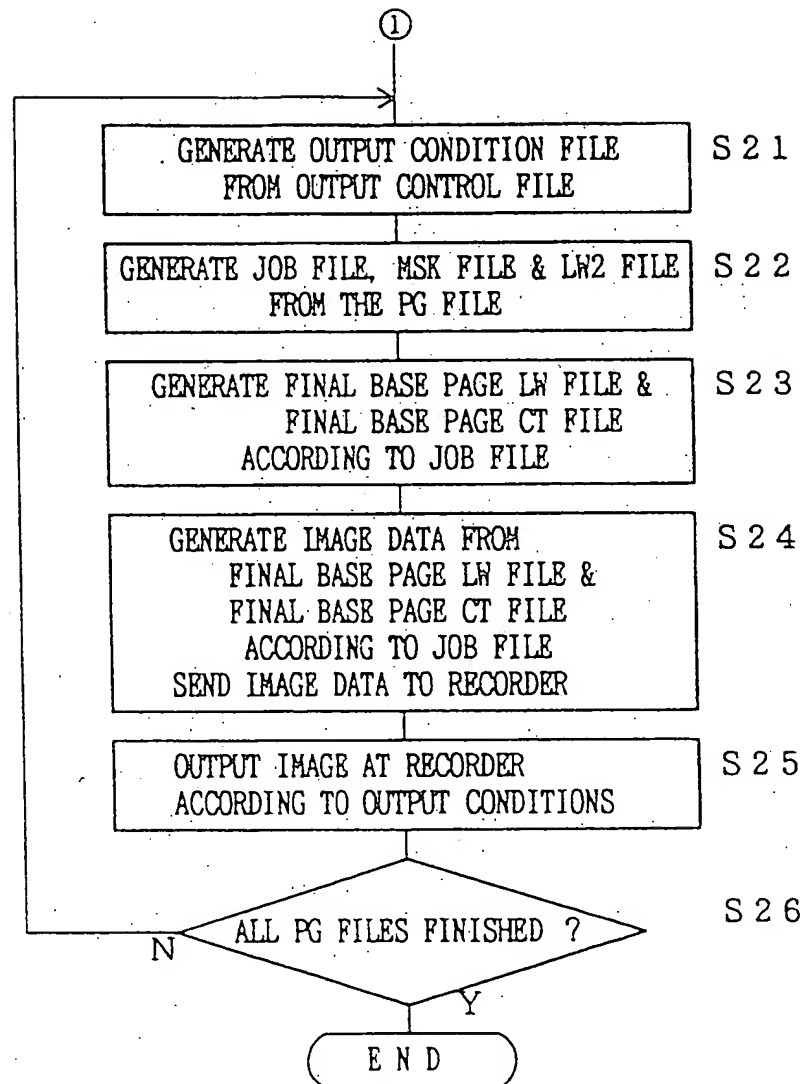 ①
GENERATE OUTPUT CONDITION FILE
FROM OUTPUT CONTROL FILE
S21
GENERATE JOB FILE, MSK FILE & LW2 FILE
FROM THE PG FILE
S22
GENERATE FINAL BASE PAGE LW FILE &
FINAL BASE PAGE CT FILE
ACCORDING TO JOB FILE
S23
GENERATE IMAGE DATA FROM
FINAL BASE PAGE LW FILE &
FINAL BASE PAGE CT FILE
ACCORDING TO JOB FILE
SEND IMAGE DATA TO RECORDER
S24
OUTPUT IMAGE AT RECORDER
ACCORDING TO OUTPUT CONDITIONS
S25
ALL PG FILES FINISHED ?
S26
N
Y
END